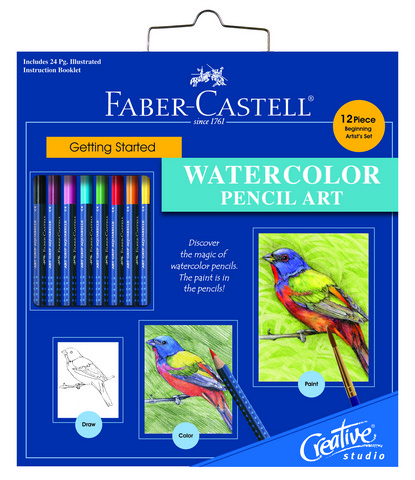 Includes 24 Pg. Illustrated
Instruction Booklet
FABER-CASTELL®
since 1761
12 Piece
Beginning
Artist's Set
Getting Started
WATERCOLOR
PENCIL ART
Discover
the magic of
watercolor pencils.
The paint is in
the pencils!
Draw
Color
Paint
Creative
studio